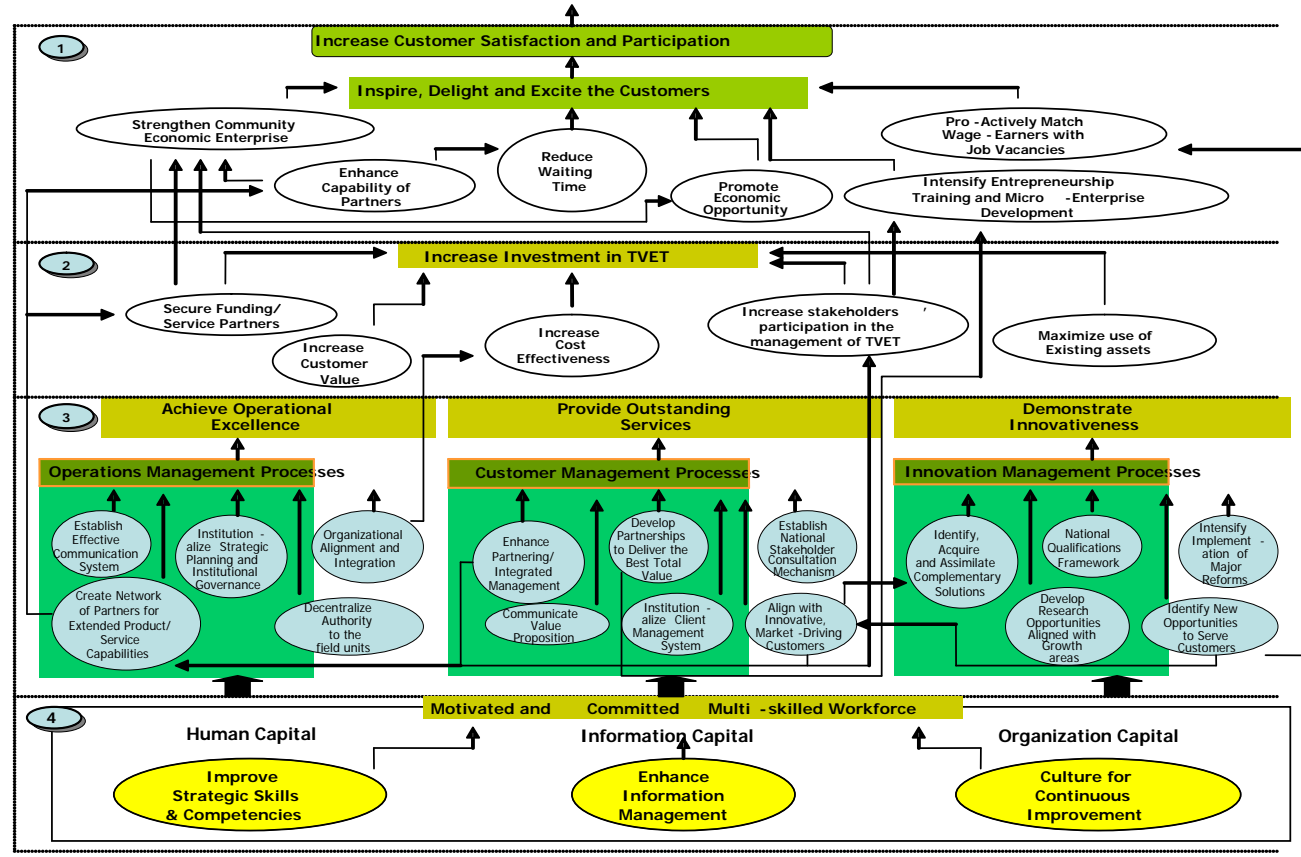 1
Increase Customer Satisfaction and Participation
Inspire, Delight and Excite the Customers
Strengthen Community
Economic Enterprise
Enhance
Capability of
Partners
Reduce
Waiting
Time
Promote
Economic
Opportunity
Pro -Actively Match
Wage -Earners with
Job Vacancies
Intensify Entrepreneurship
Training and Micro -Enterprise
Development
2
Increase Investment in TVET
Secure Funding/
Service Partners
Increase
Customer
Value
Increase
Cost
Effectiveness
Increase stakeholders '
participation in the
management of TVET
Maximize use of
Existing assets
3
Achieve Operational
Excellence
Provide Outstanding
Services
Demonstrate
Innovativeness
Operations Management Processes
Customer Management Processes
Innovation Management Processes
Establish
Effective
Communication
System
Institution -
alize Strategic
Planning and
Institutional
Governance
Organizational
Alignment and
Integration
Create Network
of Partners for
Extended Product/
Service
Capabilities
Decentralize
Authority
to the
field units
Enhance
Partnering/
Integrated
Management
Develop
Partnerships
to Deliver the
Best Total
Value
Establish
National
Stakeholder
Consultation
Mechanism
Communicate
Value
Proposition
Institution -
alize Client
Management
System
Align with
Innovative,
Market -Driving
Customers
Identify,
Acquire
and Assimilate
Complementary
Solutions
National
Qualifications
Framework
Intensify
Implement -
ation of
Major
Reforms
Develop
Research
Opportunities
Aligned with
Growth
areas
Identify New
Opportunities
to Serve
Customers
4
Motivated and Committed Multi -skilled Workforce
Human Capital
Information Capital
Organization Capital
Improve
Strategic Skills
& Competencies
Enhance
Information
Management
Culture for
Continuous
Improvement